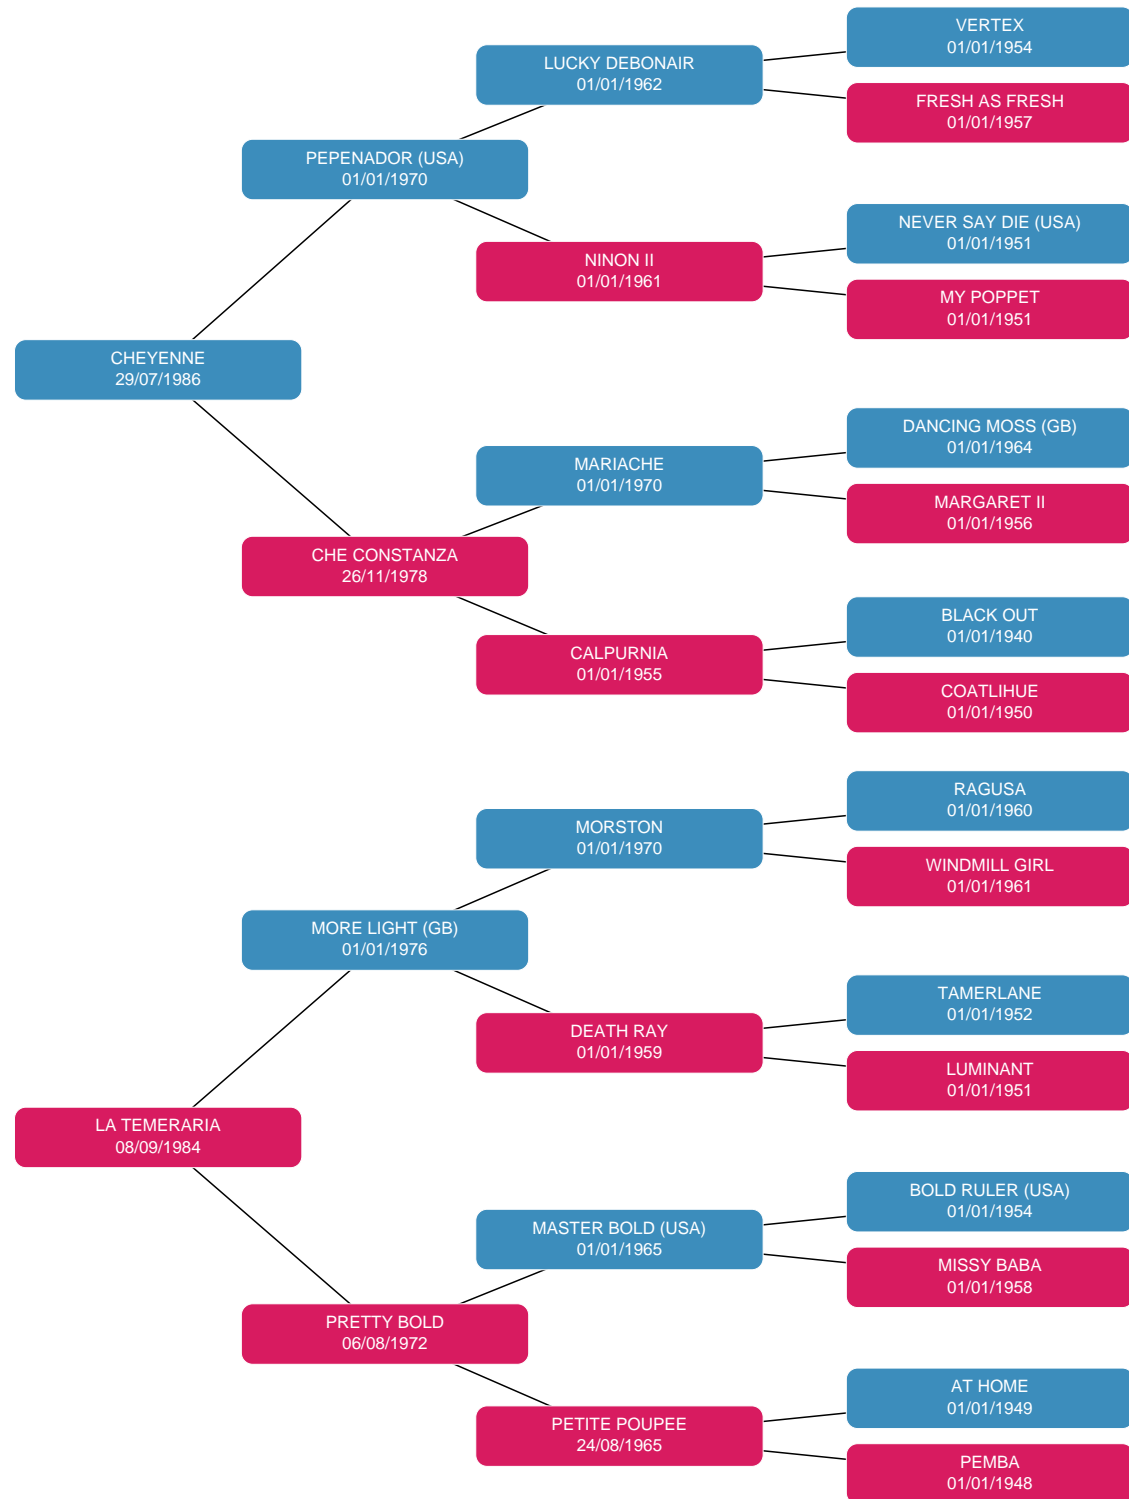 VERTEX
01/01/1954
LUCKY DEBONAIR
01/01/1962
FRESH AS FRESH
01/01/1957
PEPENADOR (USA)
01/01/1970
NEVER SAY DIE (USA)
01/01/1951
NINON II
01/01/1961
MY POPPET
01/01/1951
CHEYENNE
29/07/1986
DANCING MOSS (GB)
01/01/1964
MARIACHE
01/01/1970
MARGARET II
01/01/1956
CHE CONSTANZA
26/11/1978
BLACK OUT
01/01/1940
CALPURNIA
01/01/1955
COATLIHUE
01/01/1950
RAGUSA
01/01/1960
MORSTON
01/01/1970
WINDMILL GIRL
01/01/1961
MORE LIGHT (GB)
01/01/1976
TAMERLANE
01/01/1952
DEATH RAY
01/01/1959
LUMINANT
01/01/1951
LA TEMERARIA
08/09/1984
BOLD RULER (USA)
01/01/1954
MASTER BOLD (USA)
01/01/1965
MISSY BABA
01/01/1958
PRETTY BOLD
06/08/1972
AT HOME
01/01/1949
PETITE POUPEE
24/08/1965
PEMBA
01/01/1948